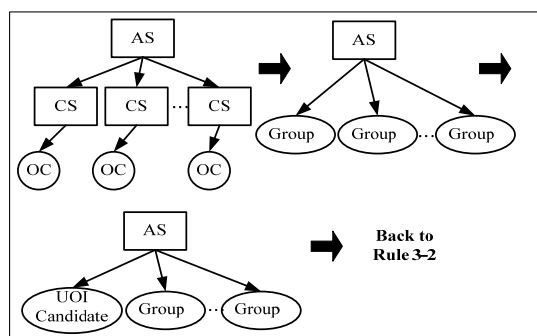 AS
AS
CS CS ... CS
Group Group ... Group
OC OC OC
AS
Back to
Rule 3-2
UOI
Candidate Group ... Group